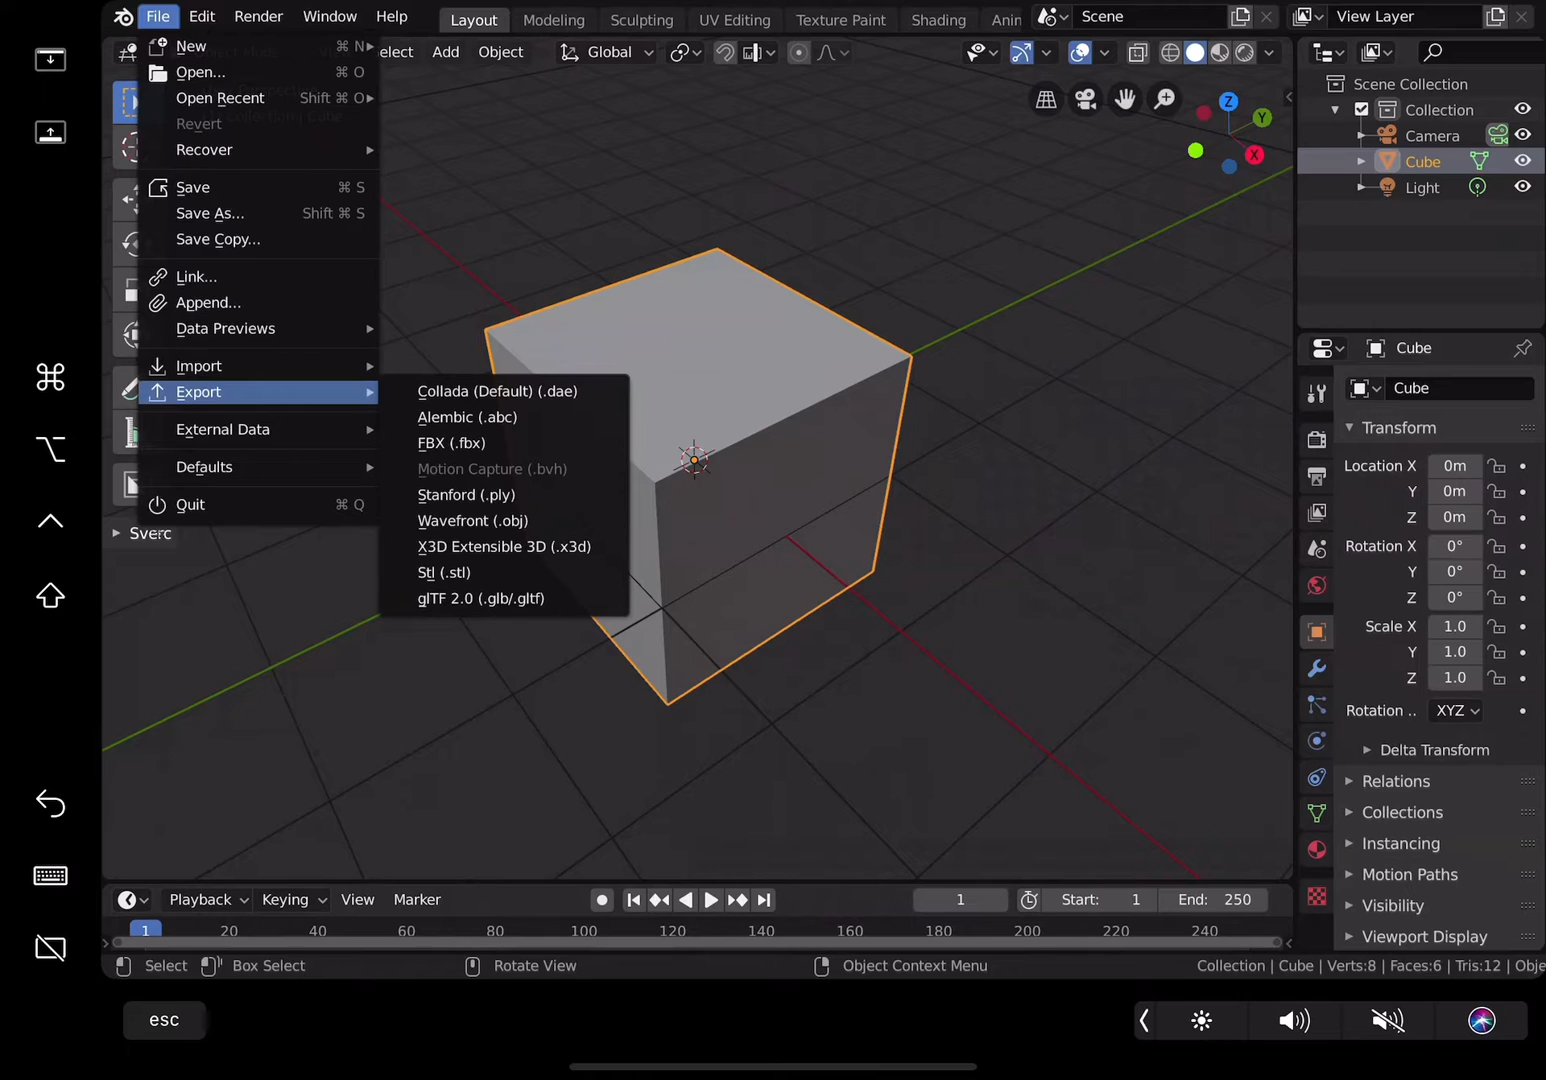 File Edit Render Window Help
Layout Modeling Sculpting UV Editing Texture Paint Shading
Scene
View Layer
elect Add Object
Global
New ⌘ N
Open... ⌘ O
Open Recent Shift ⌘ O
Revert
Recover
Save ⌘ S
Save As... Shift ⌘ S
Save Copy...
Link...
Append...
Data Previews
Import
Export
External Data
Defaults
Quit ⌘ Q
Collada (Default) (.dae)
Alembic (.abc)
FBX (.fbx)
Motion Capture (.bvh)
Stanford (.ply)
Wavefront (.obj)
X3D Extensible 3D (.x3d)
Stl (.stl)
glTF 2.0 (.glb/.gltf)
Sverc
Z
Y
X
Scene Collection
Collection
Camera
Cube
Light
Cube
Cube
Transform
Location X 0m
Y 0m
Z 0m
Rotation X 0°
Y 0°
Z 0°
Scale X 1.0
Y 1.0
Z 1.0
Rotation .. XYZ
Delta Transform
Relations
Collections
Instancing
Motion Paths
Visibility
Viewport Display
Playback Keying View Marker
1
Start: 1 End: 250
1 20 40 60 80 100 120 140 160 180 200 220 240
Select Box Select Rotate View Object Context Menu
Collection | Cube | Verts:8 | Faces:6 | Tris:12 | Obje
esc